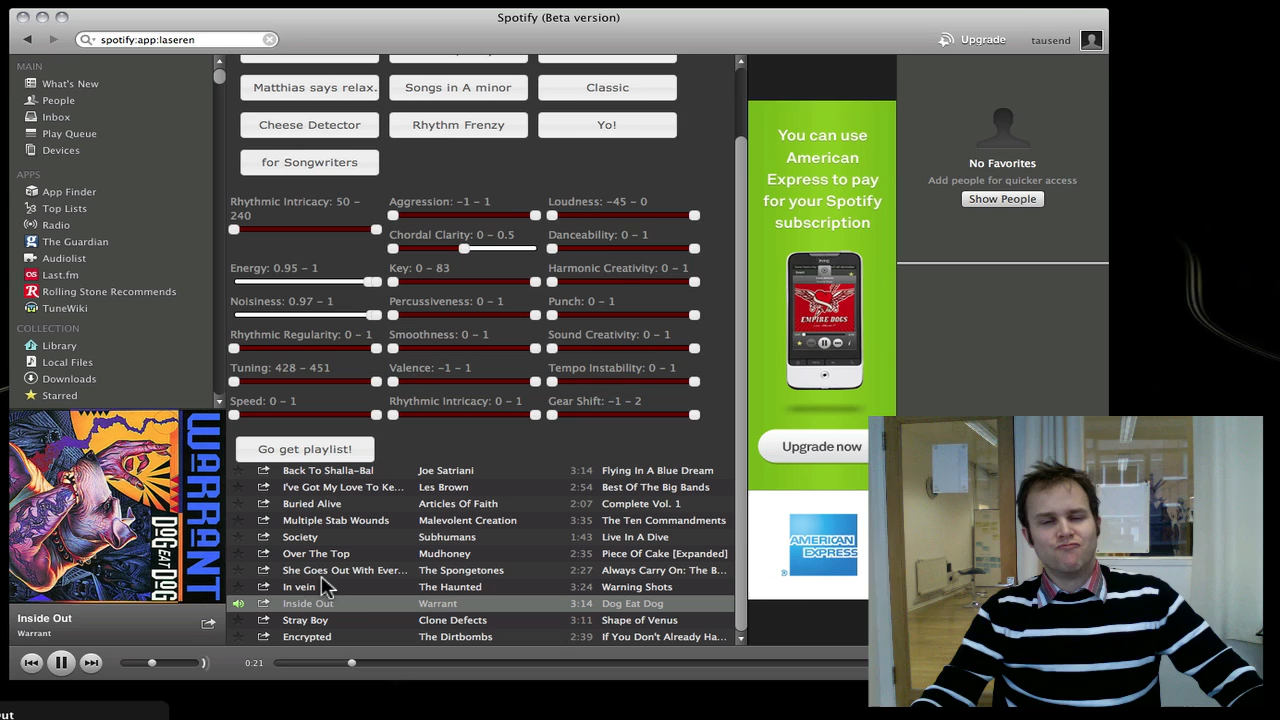 Spotify (Beta version)
spotify:app:laseren
Upgrade
tausend
MAIN
What's New
People
Inbox
Play Queue
Devices
APPS
App Finder
Top Lists
Radio
The Guardian
Audiolist
Last.fm
Rolling Stone Recommends
TuneWiki
COLLECTION
Library
Local Files
Downloads
Starred
WARRANT
DOG EAT DOG
Inside Out
Warrant
Matthias says relax. Songs in A minor Classic
Cheese Detector Rhythm Frenzy Yo!
for Songwriters
Rhythmic Intricacy: 50 – 240 Aggression: –1 – 1 Loudness: –45 – 0
Chordal Clarity: 0 – 0.5 Danceability: 0 – 1
Energy: 0.95 – 1 Key: 0 – 83 Harmonic Creativity: 0 – 1
Noisiness: 0.97 – 1 Percussiveness: 0 – 1 Punch: 0 – 1
Rhythmic Regularity: 0 – 1 Smoothness: 0 – 1 Sound Creativity: 0 – 1
Tuning: 428 – 451 Valence: –1 – 1 Tempo Instability: 0 – 1
Speed: 0 – 1 Rhythmic Intricacy: 0 – 1 Gear Shift: –1 – 2
Go get playlist!
Back To Shalla–Bal Joe Satriani 3:14 Flying In A Blue Dream
I've Got My Love To Ke... Les Brown 2:54 Best Of The Big Bands
Buried Alive Articles Of Faith 2:07 Complete Vol. 1
Multiple Stab Wounds Malevolent Creation 3:35 The Ten Commandments
Society Subhumans 1:43 Live In A Dive
Over The Top Mudhoney 2:35 Piece Of Cake [Expanded]
She Goes Out With Ever... The Spongetones 2:27 Always Carry On: The B...
In vein The Haunted 3:24 Warning Shots
Inside Out Warrant 3:14 Dog Eat Dog
Stray Boy Clone Defects 3:11 Shape of Venus
Encrypted The Dirtbombs 2:39 If You Don't Already Ha...
0:21
You can use
American
Express to pay
for your Spotify
subscription
EMPIRE DOGS
Upgrade now
AMERICAN
EXPRESS
No Favorites
Add people for quicker access
Show People